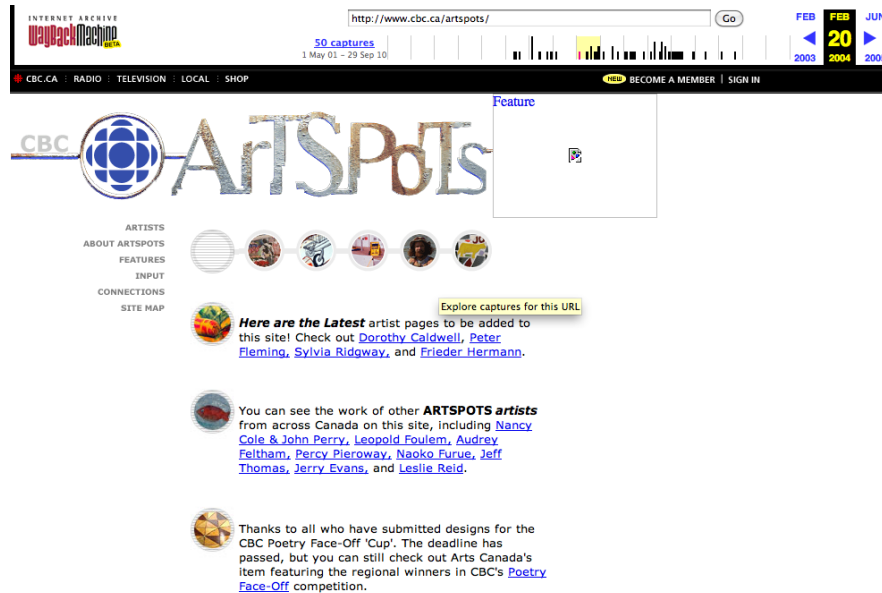 INTERNET ARCHIVE
WayBackMachine
BETA
http://www.cbc.ca/artspots/
Go
50 captures
1 May 01 – 29 Sep 10
FEB FEB JUN
20
2003 2004
CBC.CA RADIO TELEVISION LOCAL SHOP
NEW BECOME A MEMBER | SIGN IN
CBC
ArTSPoTs
Feature
ARTISTS
ABOUT ARTSPOTS
FEATURES
INPUT
CONNECTIONS
SITE MAP
Explore captures for this URL
Here are the Latest artist pages to be added to
this site! Check out Dorothy Caldwell, Peter
Fleming, Sylvia Ridgway, and Frieder Hermann.
You can see the work of other ARTSPOTS artists
from across Canada on this site, including Nancy
Cole & John Perry, Leopold Foulem, Audrey
Feltham, Percy Pieroway, Naoko Furue, Jeff
Thomas, Jerry Evans, and Leslie Reid.
Thanks to all who have submitted designs for the
CBC Poetry Face-Off 'Cup'. The deadline has
passed, but you can still check out Arts Canada's
item featuring the regional winners in CBC's Poetry
Face-Off competition.